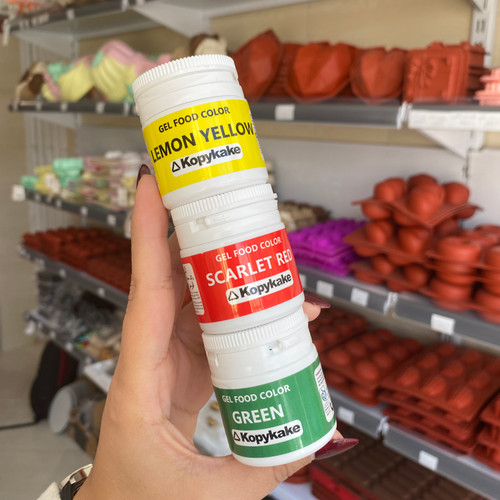 GEL FOOD COLOR
LEMON YELLOW
Kopykake
GEL FOOD COLOR
SCARLET RED
Kopykake
GEL FOOD COLOR
GREEN
Kopykake